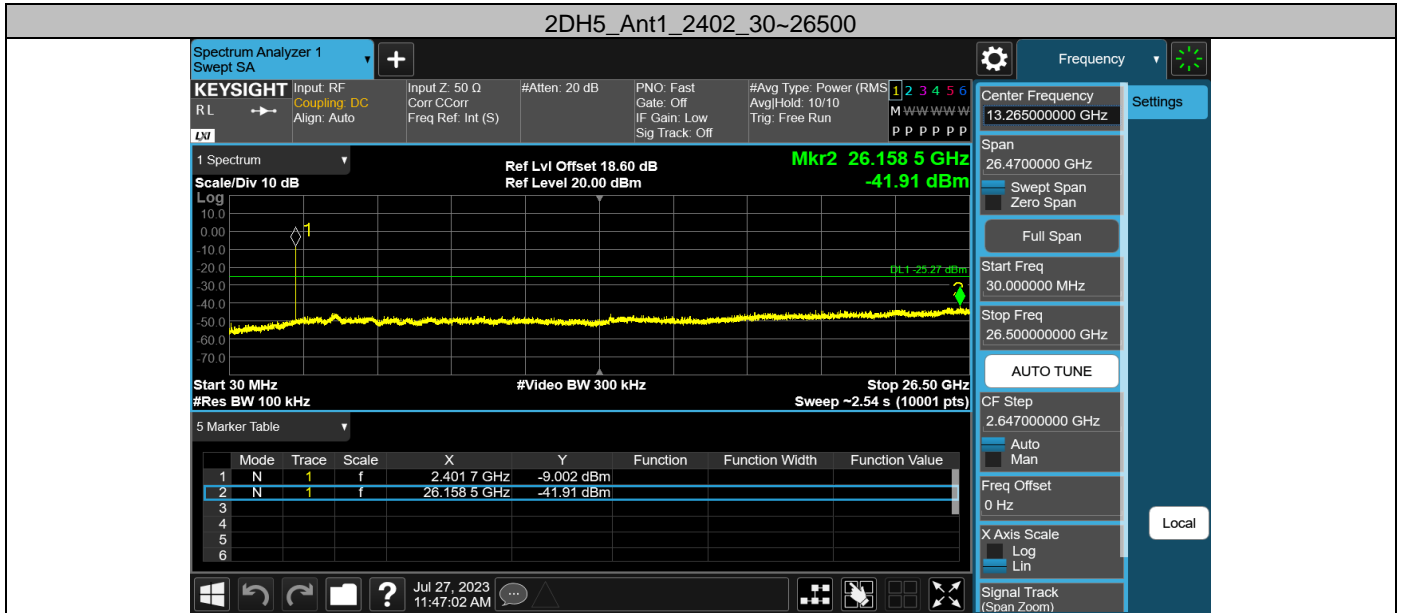 2DH5_Ant1_2402_30~26500
Spectrum Analyzer 1
Swept SA
+
Frequency
KEYSIGHT
RL
LXI
Input: RF
Coupling: DC
Align: Auto
Input Z: 50 Ω
Corr CCorr
Freq Ref: Int (S)
#Atten: 20 dB
PNO: Fast
Gate: Off
IF Gain: Low
Sig Track: Off
#Avg Type: Power (RMS
Avg|Hold: 10/10
Trig: Free Run
1 2 3 4 5 6
M W W W W W
P P P P P P
1 Spectrum
Scale/Div 10 dB
Ref Lvl Offset 18.60 dB
Ref Level 20.00 dBm
Mkr2 26.158 5 GHz
-41.91 dBm
Log
10.0
0.00
-10.0
-20.0
-30.0
-40.0
-50.0
-60.0
-70.0
1
2
DL1 -25.27 dBm
Start 30 MHz
#Res BW 100 kHz
#Video BW 300 kHz
Stop 26.50 GHz
Sweep ~2.54 s (10001 pts)
5 Marker Table
Mode Trace Scale X Y Function Function Width Function Value
1 N 1 f 2.401 7 GHz -9.002 dBm
2 N 1 f 26.158 5 GHz -41.91 dBm
3
4
5
6
Center Frequency
13.265000000 GHz
Settings
Span
26.4700000 GHz
Swept Span
Zero Span
Full Span
Start Freq
30.000000 MHz
Stop Freq
26.500000000 GHz
AUTO TUNE
CF Step
2.647000000 GHz
Auto
Man
Freq Offset
0 Hz
X Axis Scale
Log
Lin
Signal Track
(Span Zoom)
Local
?
Jul 27, 2023
11:47:02 AM